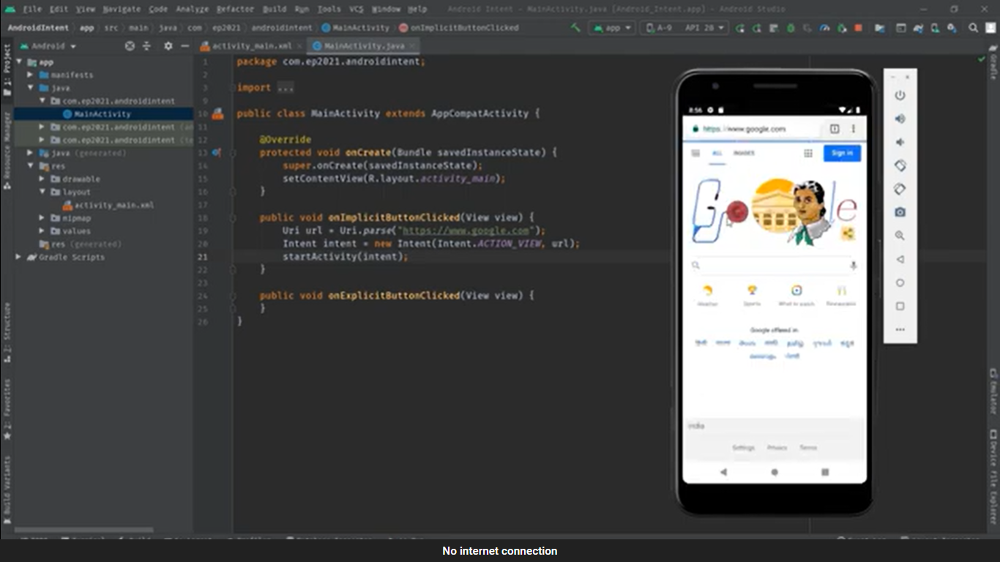 File Edit View Navigate Code Analyze Refactor Build Run Tools VCS Window Help Android Intent - MainActivity.java [Android_Intent.app] - Android Studio
AndroidIntent app src main java com ep2021 androidintent MainActivity onImplicitButtonClicked app A-9 API 28
1: Project
Resource Manager
2: Structure
2: Favorites
Build Variants
Android
app
manifests
java
com.ep2021.androidintent
MainActivity
com.ep2021.androidintent
com.ep2021.androidintent
java (generated)
res
drawable
layout
activity_main.xml
mipmap
values
res (generated)
Gradle Scripts
activity_main.xml MainActivity.java
1 package com.ep2021.androidintent;
2
3 import ...
9
10 public class MainActivity extends AppCompatActivity {
11
12 @Override
13 protected void onCreate(Bundle savedInstanceState) {
14 super.onCreate(savedInstanceState);
15 setContentView(R.layout.activity_main);
16 }
17
18 public void onImplicitButtonClicked(View view) {
19 Uri url = Uri.parse("https://www.google.com");
20 Intent intent = new Intent(Intent.ACTION_VIEW, url);
21 startActivity(intent);
22 }
23
24 public void onExplicitButtonClicked(View view) {
25 }
26 }
8:56
https://www.google.com
ALL IMAGES Sign in
Weather Sports What to watch Restaurants
Google offered in:
India
Settings Privacy Terms
Gradle
Emulator
Device File Explorer
No internet connection